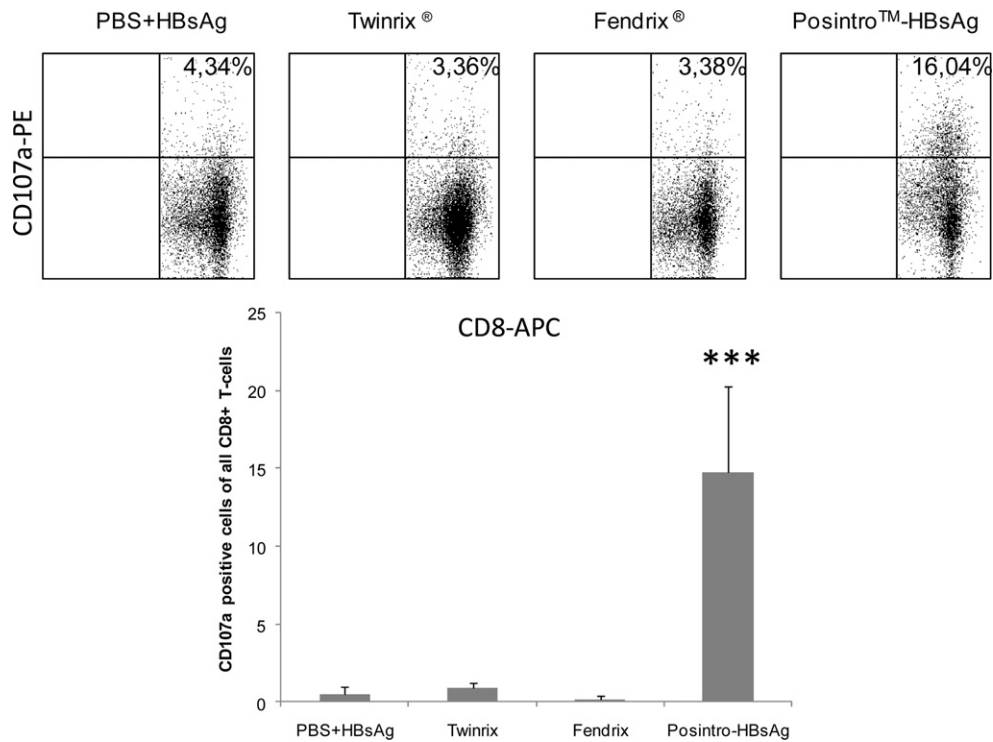 PBS+HBsAg Twinrix ® Fendrix® Posintro™-HBsAg
4,34% 3,36% 3,38% 16,04%
CD107a-PE
CD8-APC
CD107a positive cells of all CD8+ T-cells
25
20
15
10
5
0
***
PBS+HBsAg Twinrix Fendrix Posintro-HBsAg